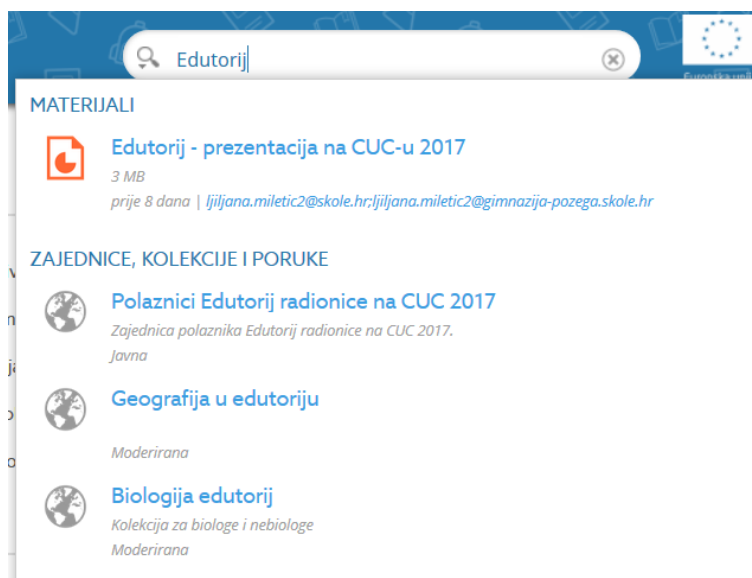 Edutorij
Europska unij
MATERIJALI
Edutorij - prezentacija na CUC-u 2017
3 MB
prije 8 dana | ljiljana.miletic2@skole.hr;ljiljana.miletic2@gimnazija-pozega.skole.hr
ZAJEDNICE, KOLEKCIJE I PORUKE
Polaznici Edutorij radionice na CUC 2017
Zajednica polaznika Edutorij radionice na CUC 2017.
Javna
Geografija u edutoriju
Moderirana
Biologija edutorij
Kolekcija za biologe i nebiologe
Moderirana